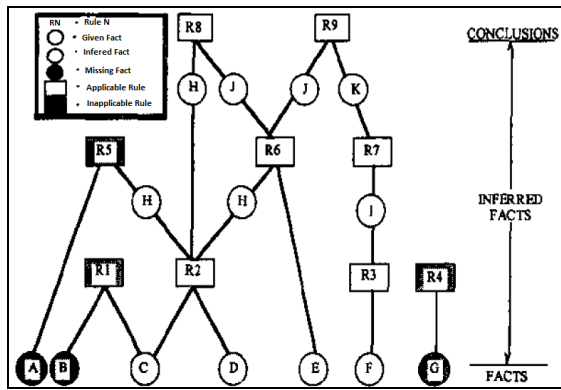 RN • Rule N
• Given Fact
• Infered Fact
• Missing Fact
• Applicable Rule
• Inapplicable Rule
R8
R9
CONCLUSIONS
H
J
J
K
R5
R6
R7
H
H
I
INFERRED
FACTS
R1
R2
R3
R4
A
B
C
D
E
F
G
FACTS